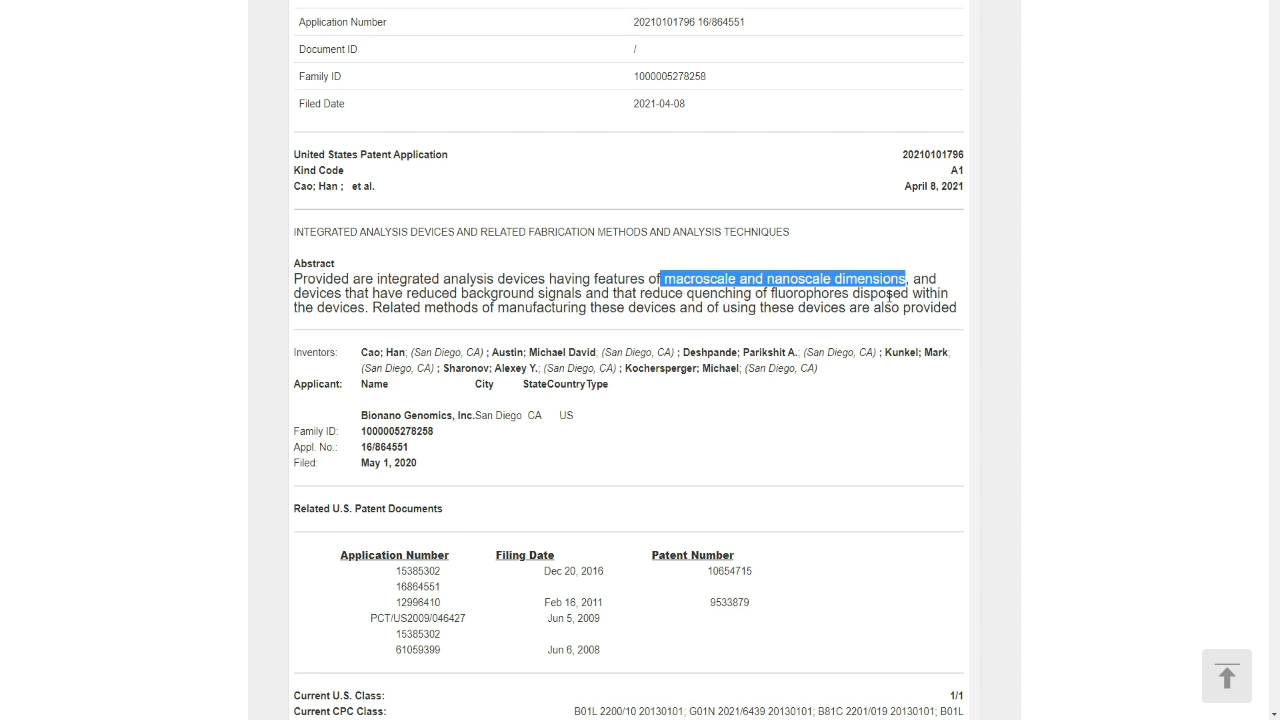 Application Number 20210101796 16/864551
Document ID /
Family ID 1000005278258
Filed Date 2021-04-08
United States Patent Application 20210101796
Kind Code A1
Cao; Han ; et al. April 8, 2021
INTEGRATED ANALYSIS DEVICES AND RELATED FABRICATION METHODS AND ANALYSIS TECHNIQUES
Abstract
Provided are integrated analysis devices having features of macroscale and nanoscale dimensions, and
devices that have reduced background signals and that reduce quenching of fluorophores disposed within
the devices. Related methods of manufacturing these devices and of using these devices are also provided
Inventors: Cao; Han; (San Diego, CA) ; Austin; Michael David; (San Diego, CA) ; Deshpande; Parikshit A.; (San Diego, CA) ; Kunkel; Mark;
(San Diego, CA) ; Sharonov; Alexey Y.; (San Diego, CA) ; Kochersperger; Michael; (San Diego, CA)
Applicant: Name City StateCountryType
Bionano Genomics, Inc.San Diego CA US
Family ID: 1000005278258
Appl. No.: 16/864551
Filed: May 1, 2020
Related U.S. Patent Documents
Application Number Filing Date Patent Number
15385302 Dec 20, 2016 10654715
16864551
12996410 Feb 16, 2011 9533879
PCT/US2009/046427 Jun 5, 2009
15385302
61059399 Jun 6, 2008
Current U.S. Class: 1/1
Current CPC Class: B01L 2200/10 20130101; G01N 2021/6439 20130101; B81C 2201/019 20130101; B01L